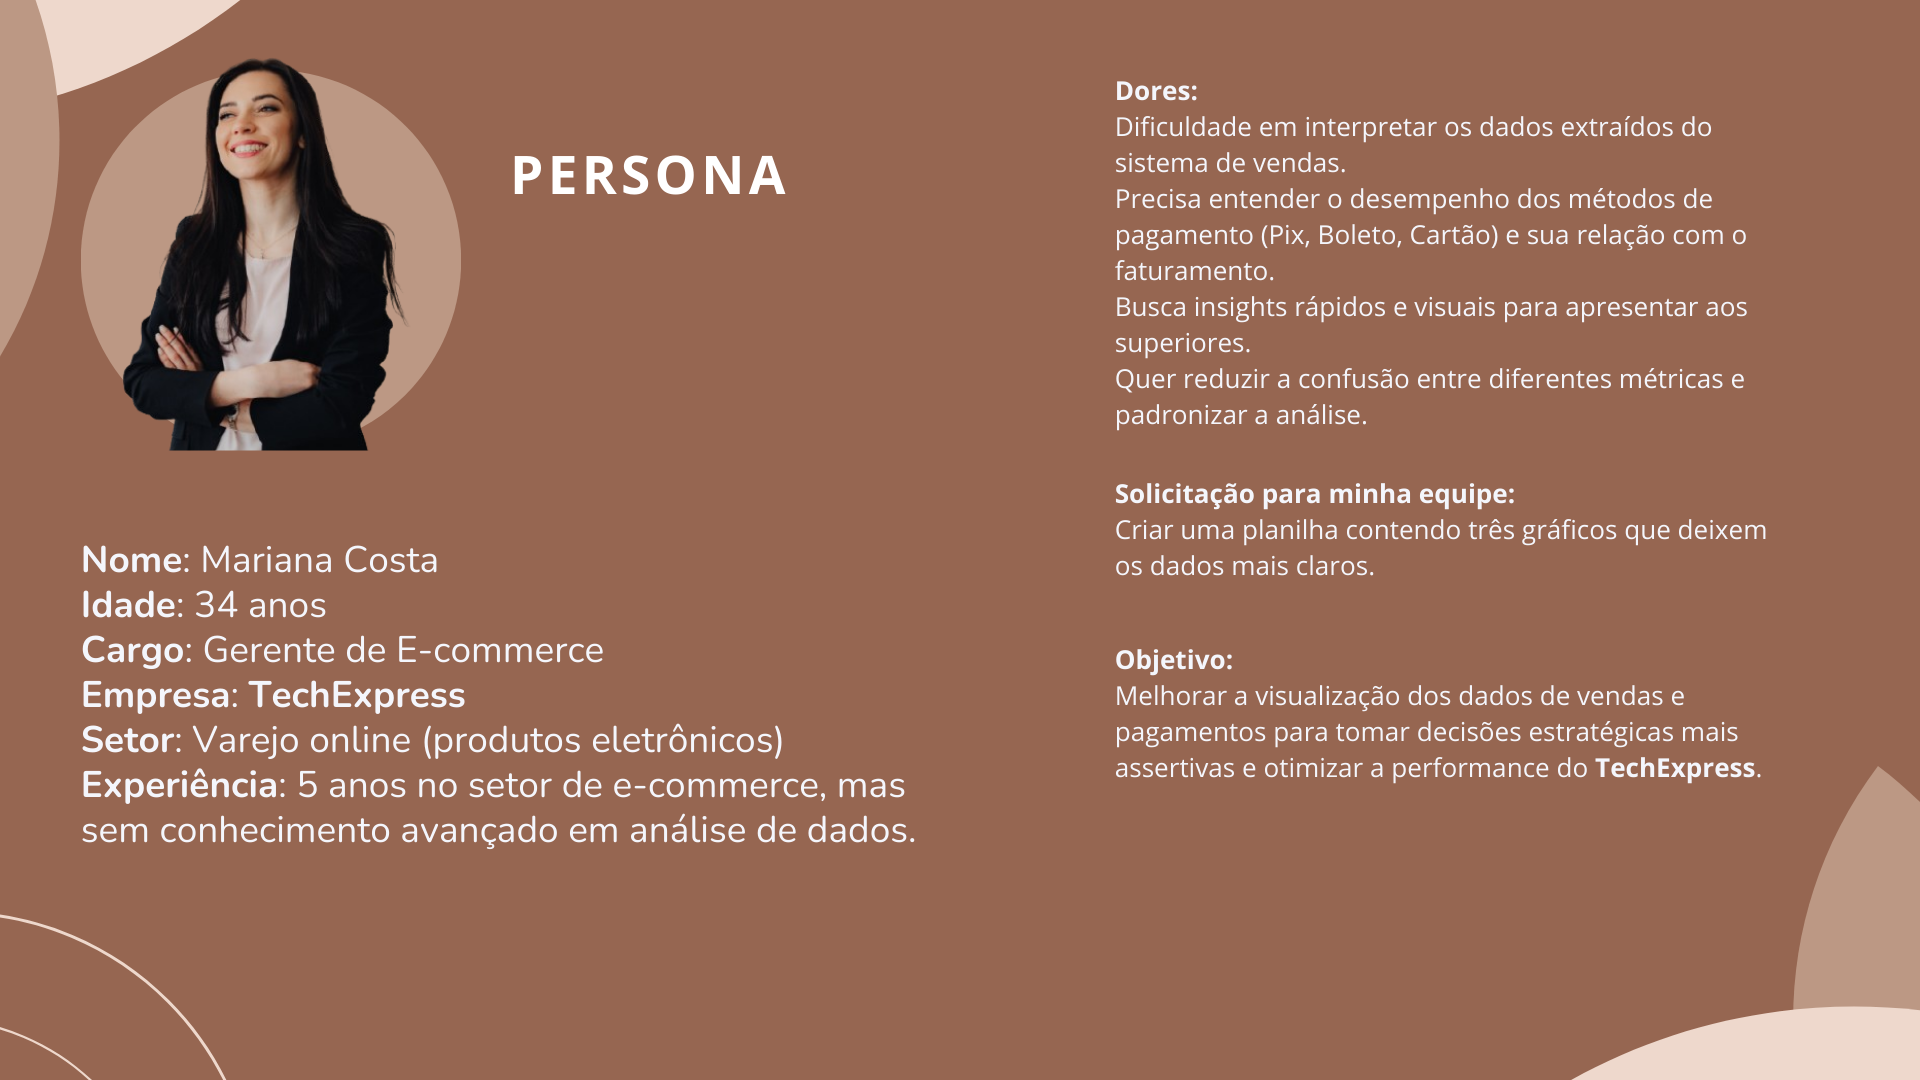 PERSONA
Nome: Mariana Costa
Idade: 34 anos
Cargo: Gerente de E-commerce
Empresa: TechExpress
Setor: Varejo online (produtos eletrônicos)
Experiência: 5 anos no setor de e-commerce, mas
sem conhecimento avançado em análise de dados.
Dores:
Dificuldade em interpretar os dados extraídos do
sistema de vendas.
Precisa entender o desempenho dos métodos de
pagamento (Pix, Boleto, Cartão) e sua relação com o
faturamento.
Busca insights rápidos e visuais para apresentar aos
superiores.
Quer reduzir a confusão entre diferentes métricas e
padronizar a análise.
Solicitação para minha equipe:
Criar uma planilha contendo três gráficos que deixem
os dados mais claros.
Objetivo:
Melhorar a visualização dos dados de vendas e
pagamentos para tomar decisões estratégicas mais
assertivas e otimizar a performance do TechExpress.